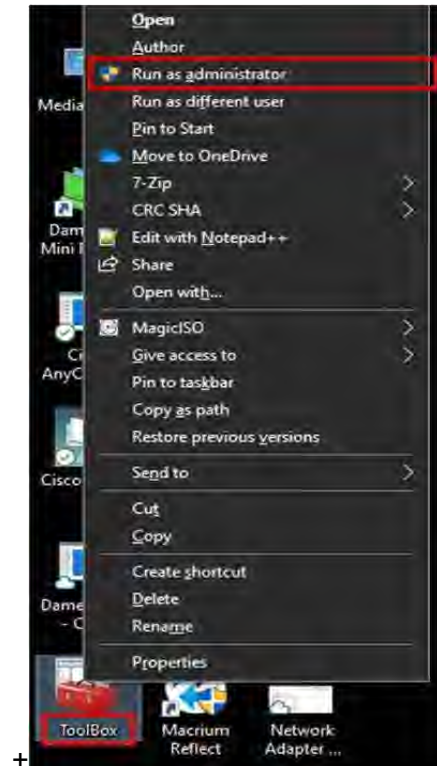 Open
Author
Run as administrator
Run as different user
Pin to Start
Move to OneDrive
7-Zip
CRC SHA
Edit with Notepad++
Share
Open with...
MagicISO
Give access to
Pin to taskbar
Copy as path
Restore previous versions
Send to
Cut
Copy
Create shortcut
Delete
Rename
Properties
Media
Dam
Mini
AnyC
Cisco
Dame
- C
ToolBox
Macrium
Reflect
Network
Adapter ...
+